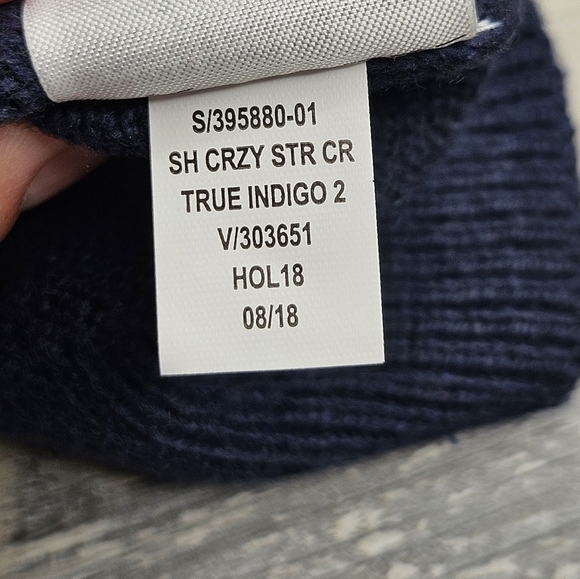 S/395880-01
SH CRZY STR CR
TRUE INDIGO 2
V/303651
HOL18
08/18